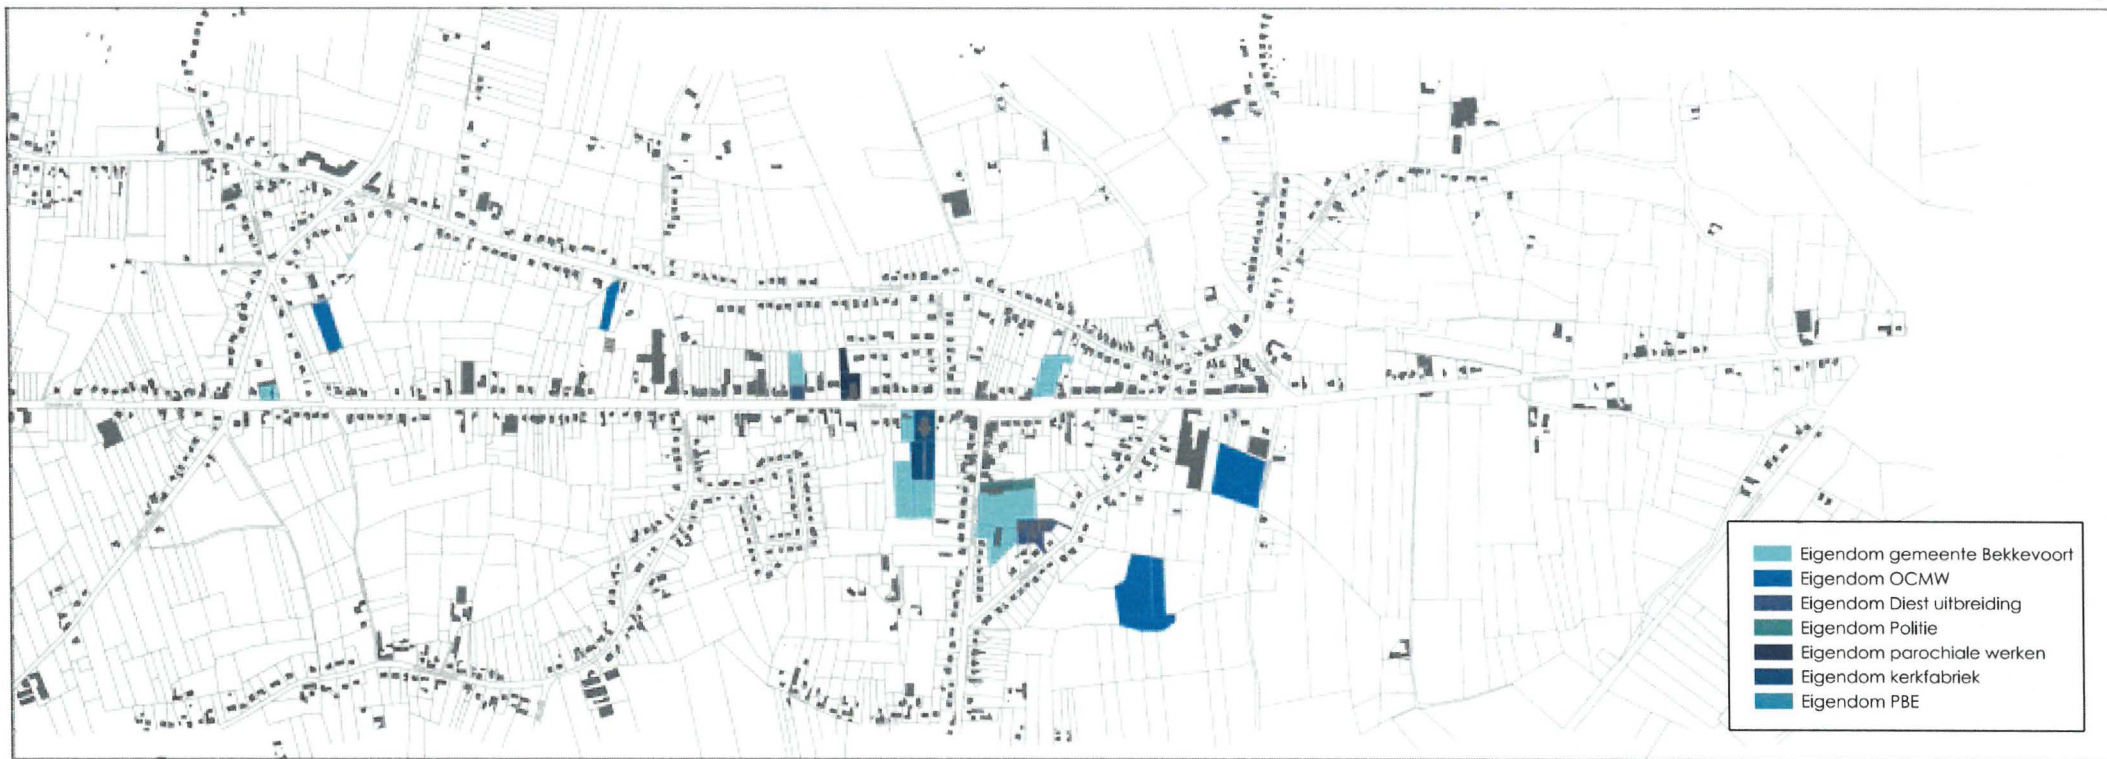 Eigendom gemeente Bekkevoort
Eigendom OCMW
Eigendom Diest uitbreiding
Eigendom Politie
Eigendom parochiale werken
Eigendom kerkfabriek
Eigendom PBE